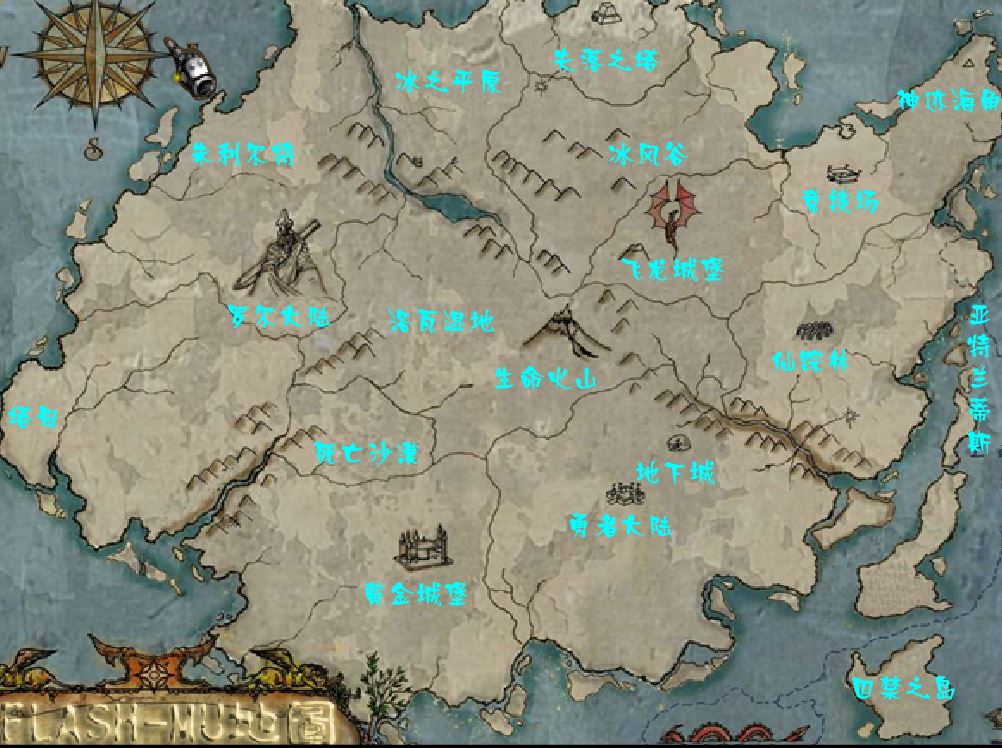 失落之塔
冰之平原
神迹海角
朱利尔特
冰风谷
竞技场
飞龙城堡
罗尔大陆
洛瓦湿地
亚特兰蒂斯
仙踪林
生命火山
死亡沙漠
地下城
勇者大陆
黄金城堡
囚禁之岛
FLASH-MU地图
S